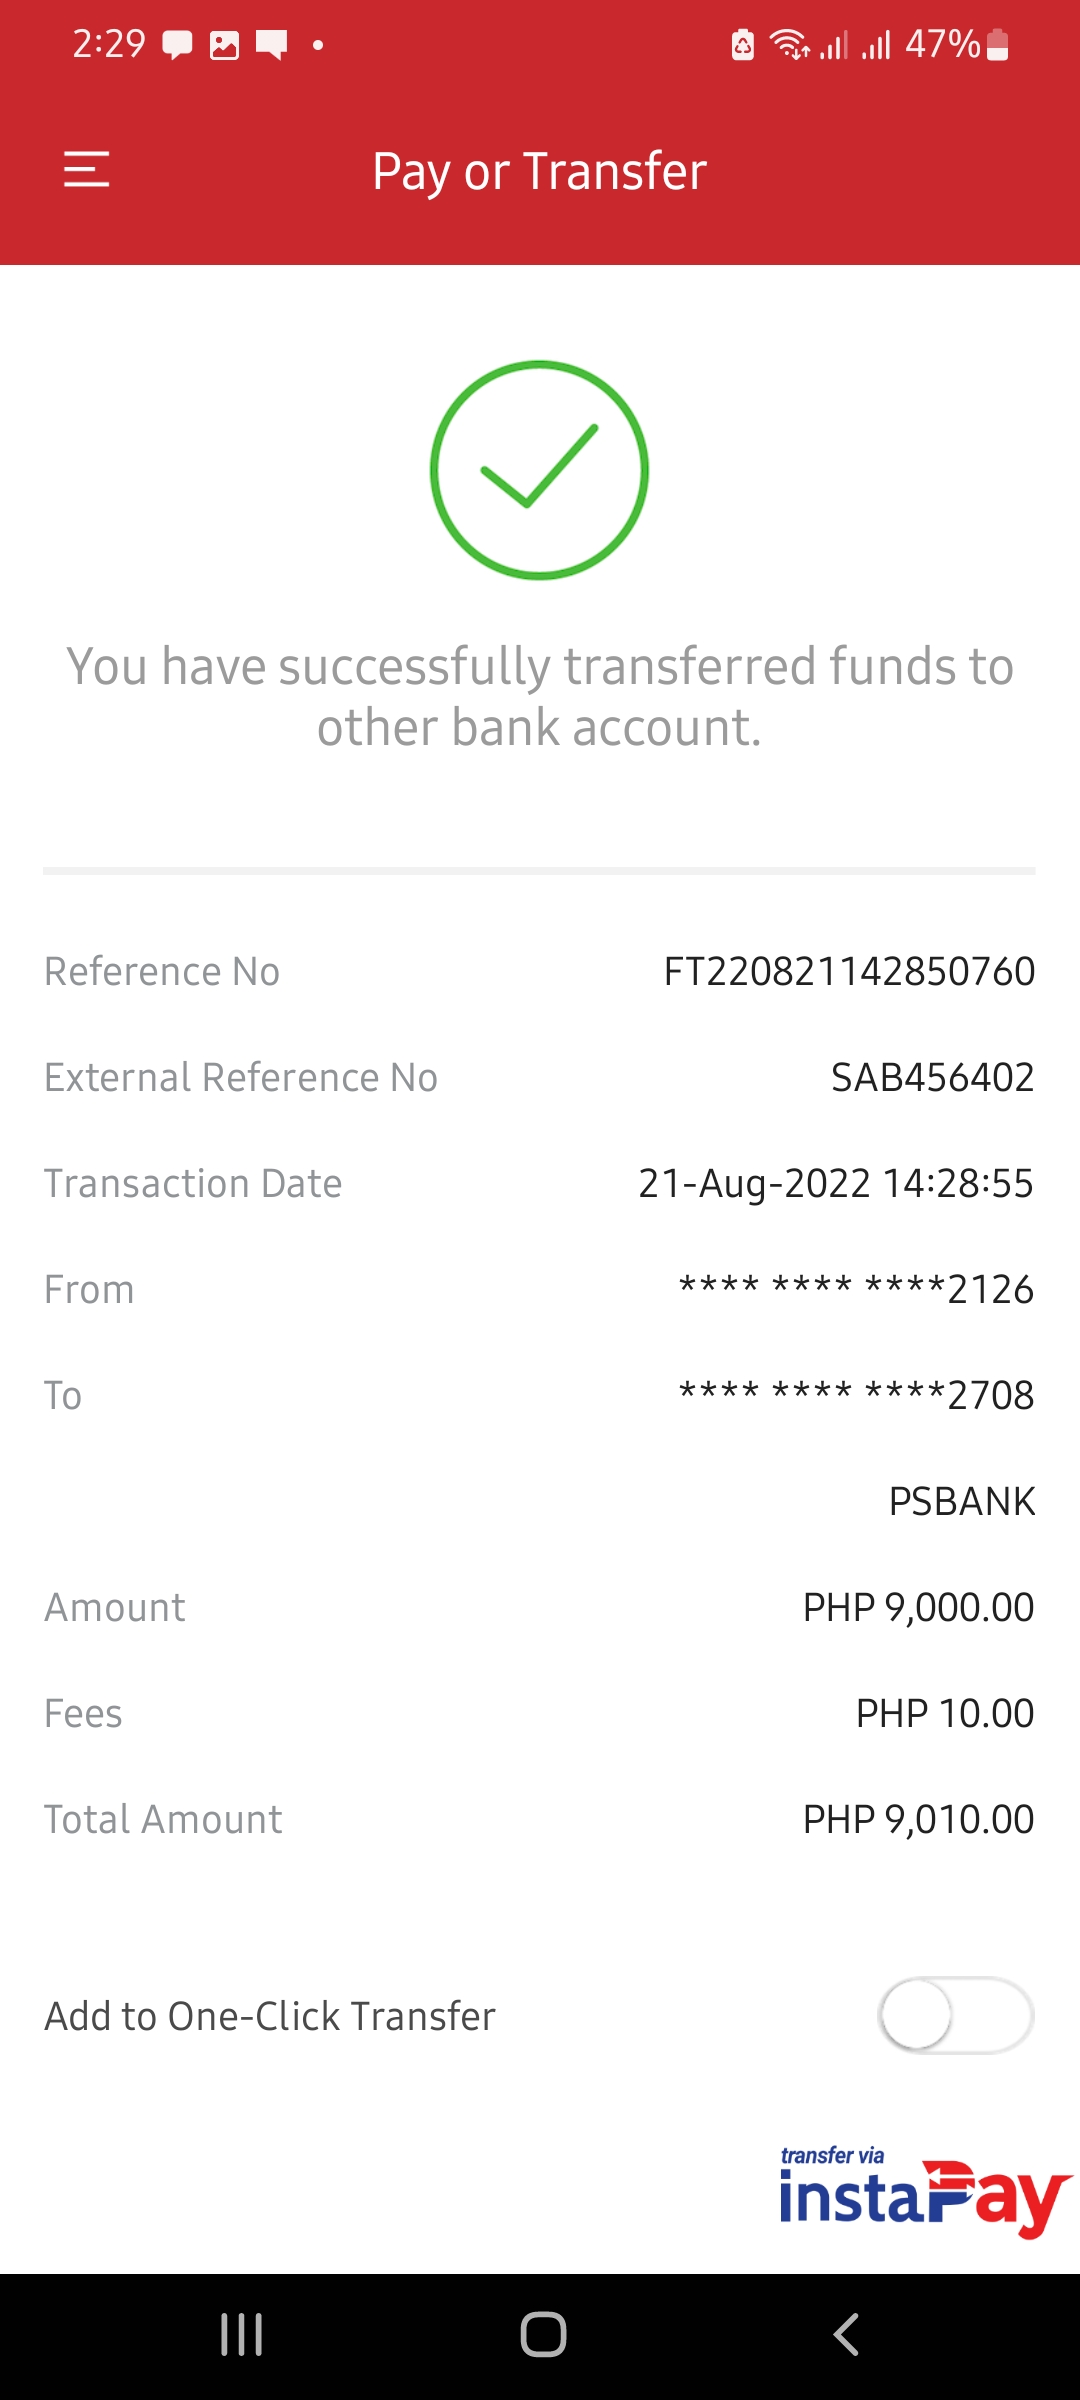 2:29 47%
Pay or Transfer
You have successfully transferred funds to
other bank account.
Reference No FT220821142850760
External Reference No SAB456402
Transaction Date 21-Aug-2022 14:28:55
From **** **** ****2126
To **** **** ****2708
PSBANK
Amount PHP 9,000.00
Fees PHP 10.00
Total Amount PHP 9,010.00
Add to One-Click Transfer
transfer via
instaPay